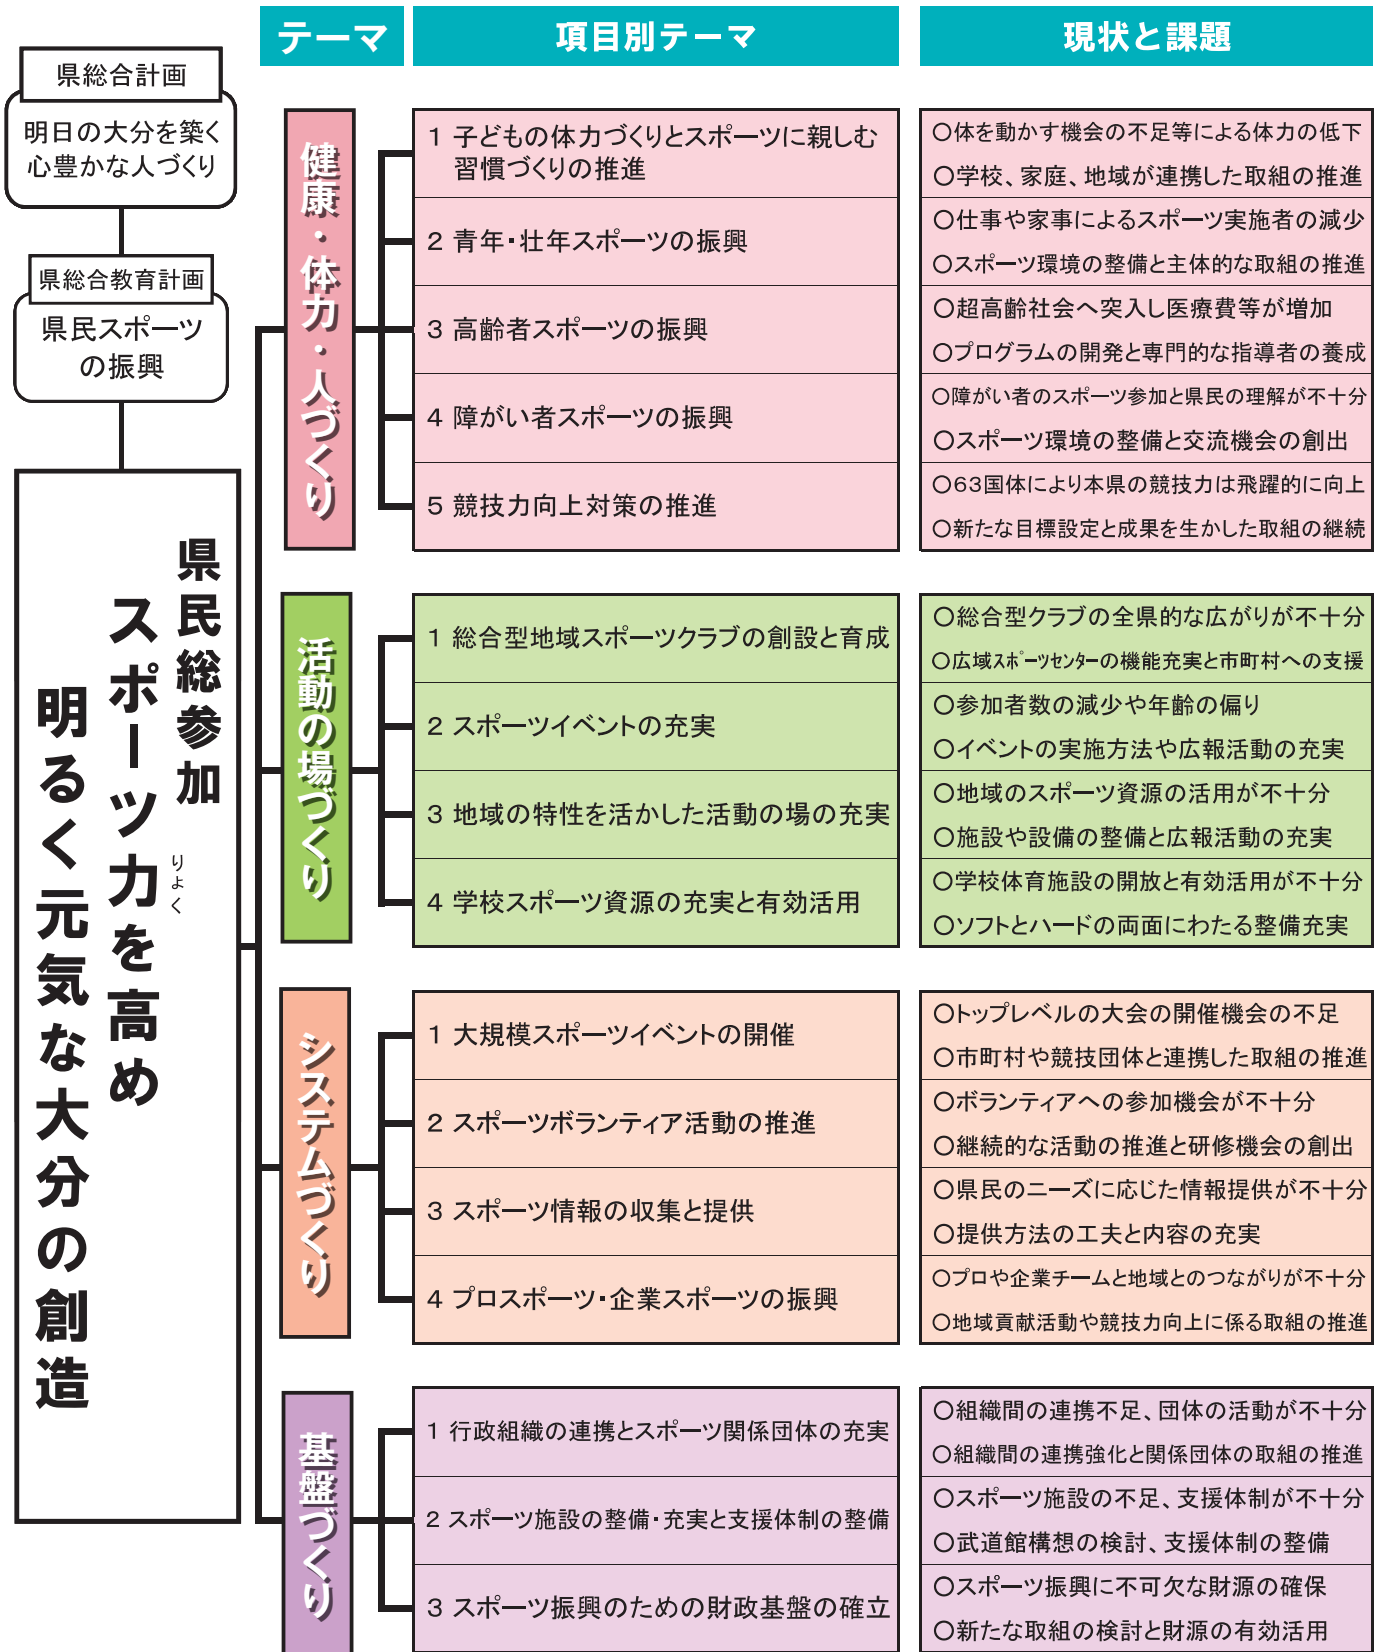 テーマ
項目別テーマ
現状と課題
県総合計画
明日の大分を築く
心豊かな人づくり
県総合教育計画
県民スポーツ
の振興
県民総参加
スポーツ力を高め
りょく
明るく元気な大分の創造
健康・体力・人づくり
1 子どもの体力づくりとスポーツに親しむ
習慣づくりの推進
○体を動かす機会の不足等による体力の低下
○学校、家庭、地域が連携した取組の推進
2 青年・壮年スポーツの振興
○仕事や家事によるスポーツ実施者の減少
○スポーツ環境の整備と主体的な取組の推進
3 高齢者スポーツの振興
○超高齢社会へ突入し医療費等が増加
○プログラムの開発と専門的な指導者の養成
4 障がい者スポーツの振興
○障がい者のスポーツ参加と県民の理解が不十分
○スポーツ環境の整備と交流機会の創出
5 競技力向上対策の推進
○63国体により本県の競技力は飛躍的に向上
○新たな目標設定と成果を生かした取組の継続
活動の場づくり
1 総合型地域スポーツクラブの創設と育成
○総合型クラブの全県的な広がりが不十分
○広域スポーツセンターの機能充実と市町村への支援
2 スポーツイベントの充実
○参加者数の減少や年齢の偏り
○イベントの実施方法や広報活動の充実
3 地域の特性を活かした活動の場の充実
○地域のスポーツ資源の活用が不十分
○施設や設備の整備と広報活動の充実
4 学校スポーツ資源の充実と有効活用
○学校体育施設の開放と有効活用が不十分
○ソフトとハードの両面にわたる整備充実
システムづくり
1 大規模スポーツイベントの開催
○トップレベルの大会の開催機会の不足
○市町村や競技団体と連携した取組の推進
2 スポーツボランティア活動の推進
○ボランティアへの参加機会が不十分
○継続的な活動の推進と研修機会の創出
3 スポーツ情報の収集と提供
○県民のニーズに応じた情報提供が不十分
○提供方法の工夫と内容の充実
4 プロスポーツ・企業スポーツの振興
○プロや企業チームと地域とのつながりが不十分
○地域貢献活動や競技力向上に係る取組の推進
基盤づくり
1 行政組織の連携とスポーツ関係団体の充実
○組織間の連携不足、団体の活動が不十分
○組織間の連携強化と関係団体の取組の推進
2 スポーツ施設の整備・充実と支援体制の整備
○スポーツ施設の不足、支援体制が不十分
○武道館構想の検討、支援体制の整備
3 スポーツ振興のための財政基盤の確立
○スポーツ振興に不可欠な財源の確保
○新たな取組の検討と財源の有効活用